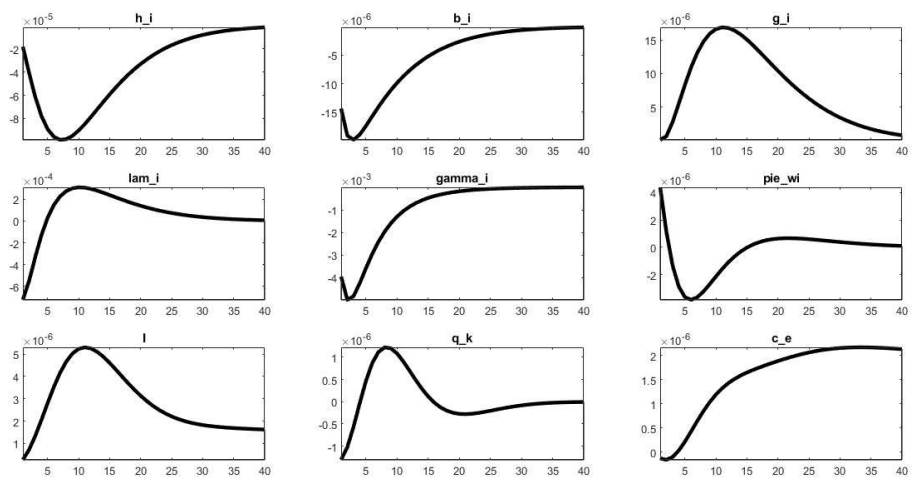 h_i b_i g_i
×10⁻⁵ ×10⁻⁶ ×10⁻⁶
-2 -4 -6 -8
5 10 15 20 25 30 35 40
-5 -10 -15
5 10 15 20 25 30 35 40
15 10 5
5 10 15 20 25 30 35 40
lam_i gamma_i pie_wi
×10⁻⁴ ×10⁻³ ×10⁻⁶
2 0 -2 -4 -6
5 10 15 20 25 30 35 40
-1 -2 -3 -4
5 10 15 20 25 30 35 40
4 2 0 -2
5 10 15 20 25 30 35 40
I q_k c_e
×10⁻⁶ ×10⁻⁶ ×10⁻⁶
5 4 3 2 1
5 10 15 20 25 30 35 40
1 0.5 0 -0.5 -1
5 10 15 20 25 30 35 40
2 1.5 1 0.5 0
5 10 15 20 25 30 35 40